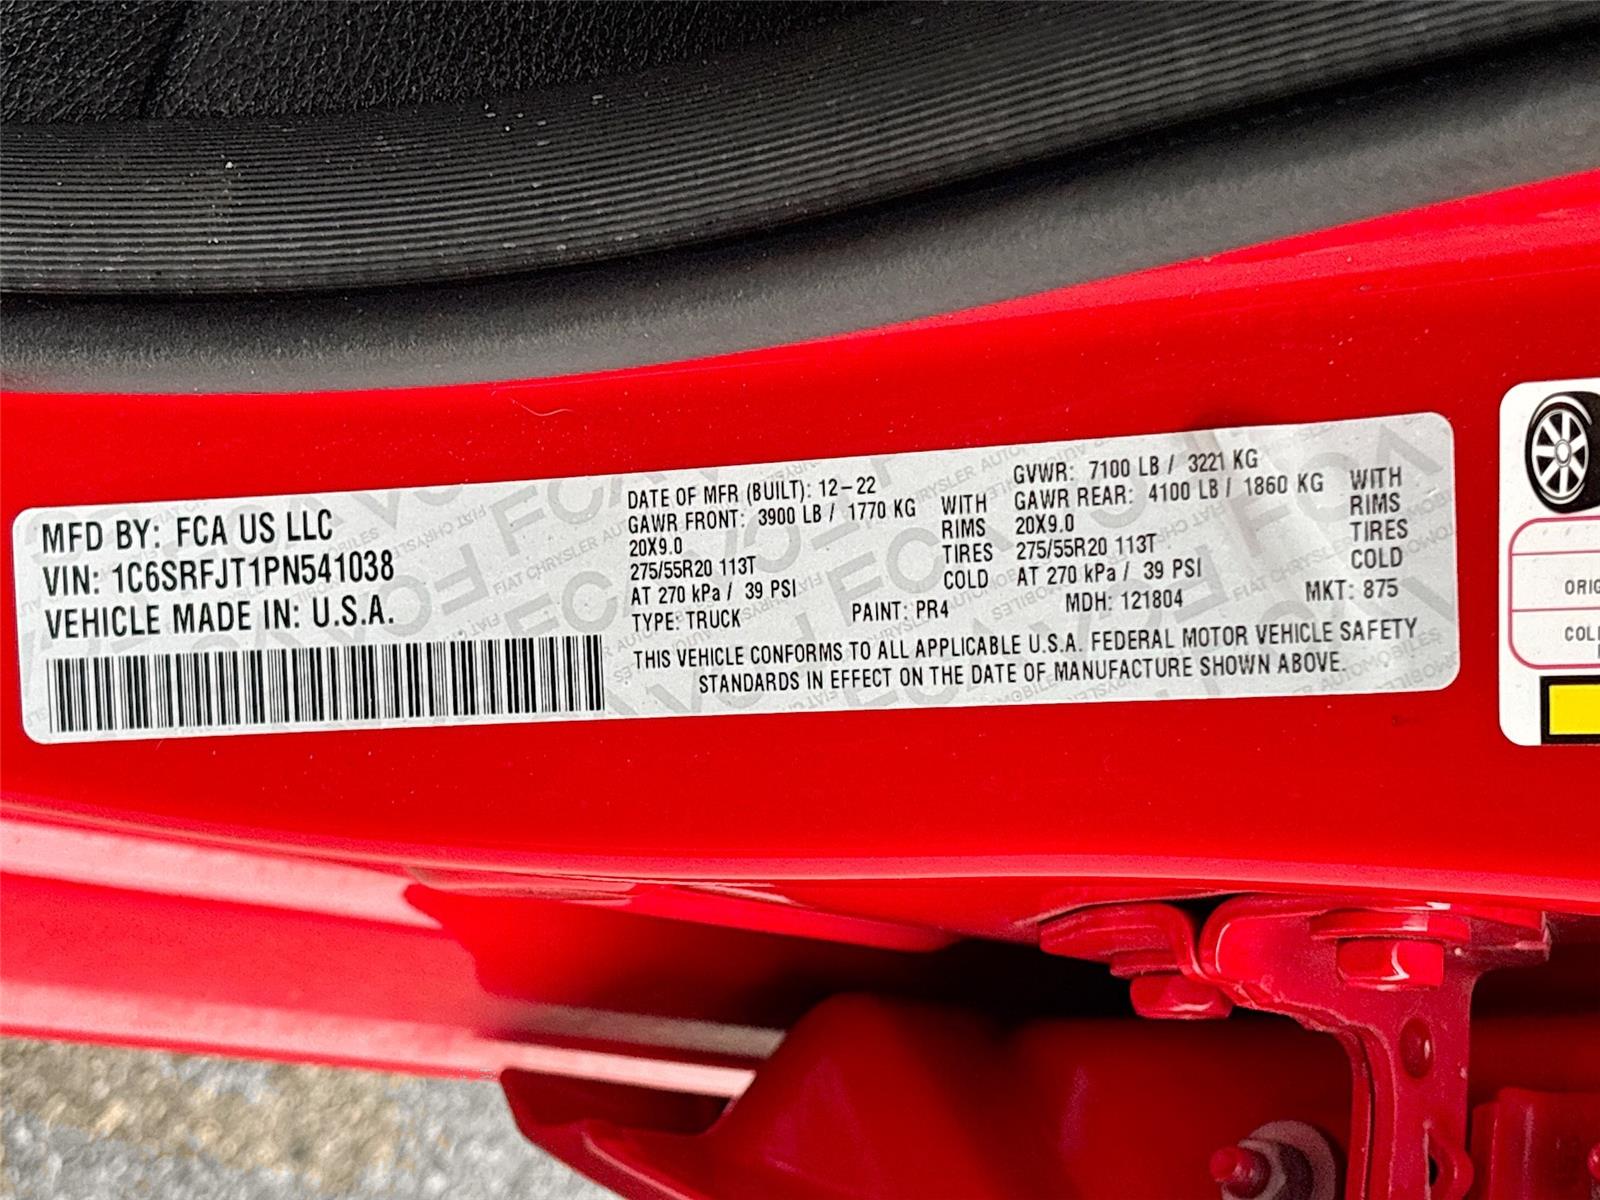 MFD BY: FCA US LLC
VIN: 1C6SRFJT1PN541038
VEHICLE MADE IN: U.S.A.
DATE OF MFR (BUILT): 12-22
GAWR FRONT: 3900 LB / 1770 KG WITH
20X9.0 RIMS
275/55R20 113T TIRES
AT 270 kPa / 39 PSI COLD
GVWR: 7100 LB / 3221 KG
GAWR REAR: 4100 LB / 1860 KG WITH
20X9.0 RIMS
275/55R20 113T TIRES
AT 270 kPa / 39 PSI COLD
TYPE: TRUCK PAINT: PR4 MDH: 121804 MKT: 875
THIS VEHICLE CONFORMS TO ALL APPLICABLE U.S.A. FEDERAL MOTOR VEHICLE SAFETY
STANDARDS IN EFFECT ON THE DATE OF MANUFACTURE SHOWN ABOVE.